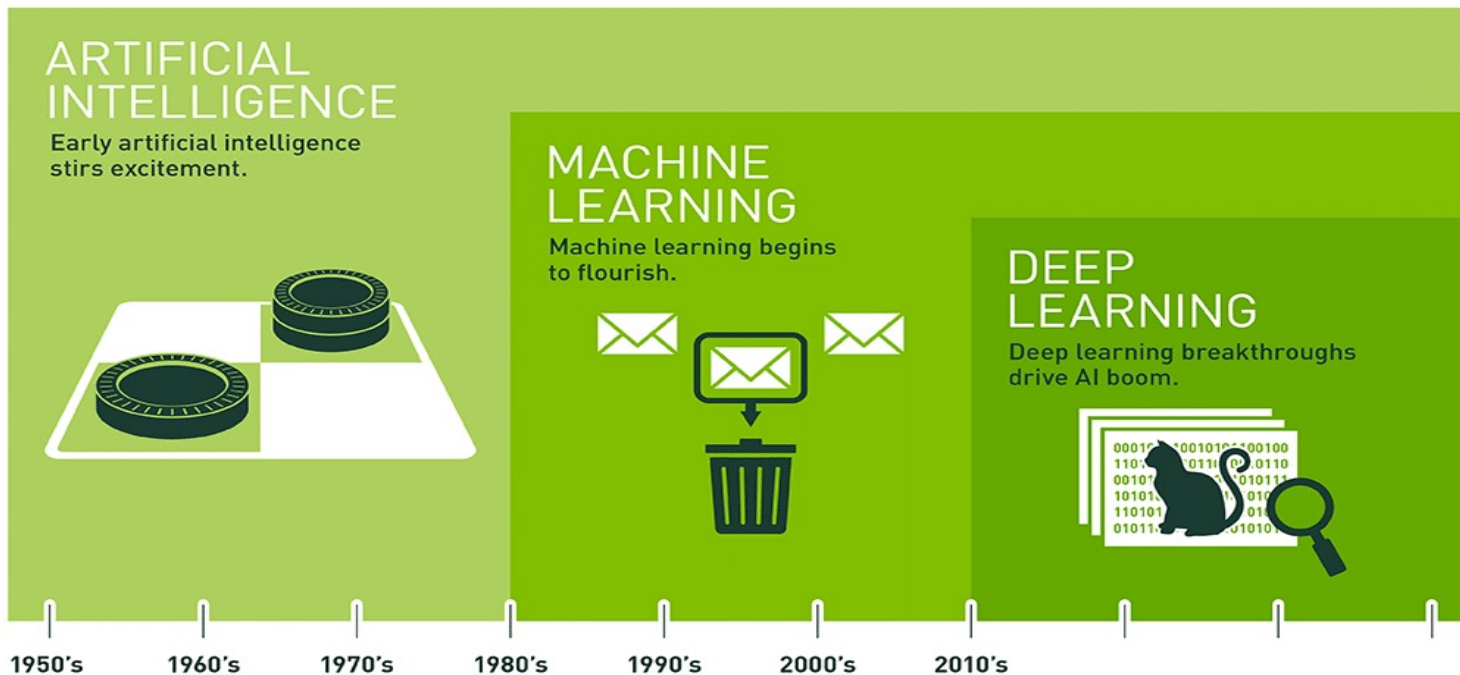 ARTIFICIAL
INTELLIGENCE
Early artificial intelligence
stirs excitement.
MACHINE
LEARNING
Machine learning begins
to flourish.
DEEP
LEARNING
Deep learning breakthroughs
drive AI boom.
1950's 1960's 1970's 1980's 1990's 2000's 2010's